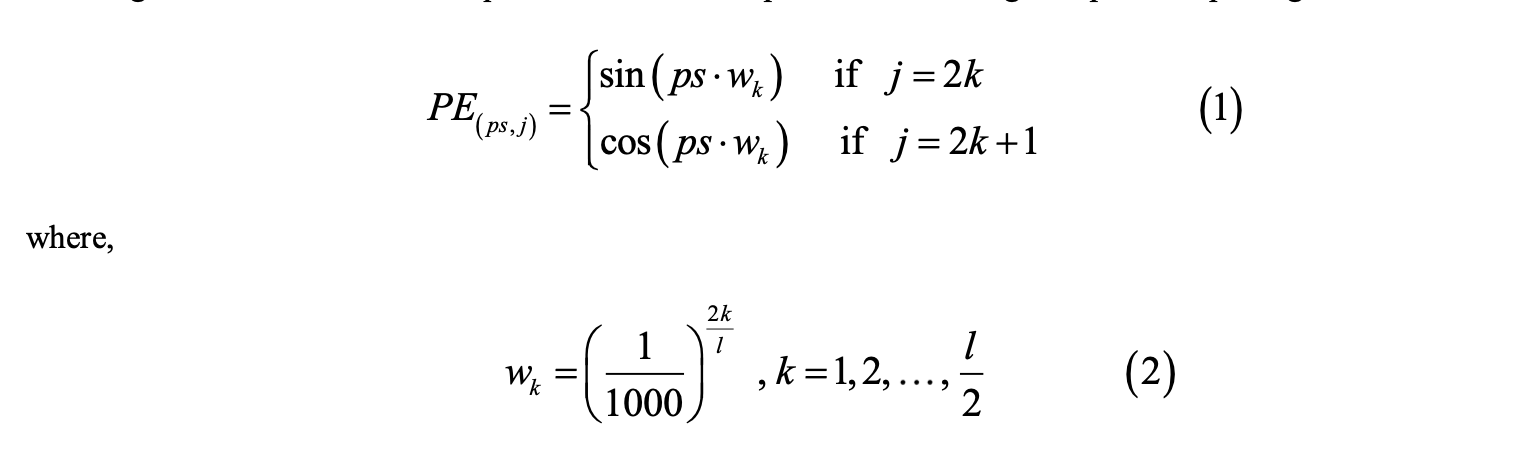 PE_(ps,j) = { sin(ps · w_k) if j = 2k
cos(ps · w_k) if j = 2k+1 (1)
where,
w_k = (1/1000)^(2k/l) , k = 1, 2, ..., l/2 (2)